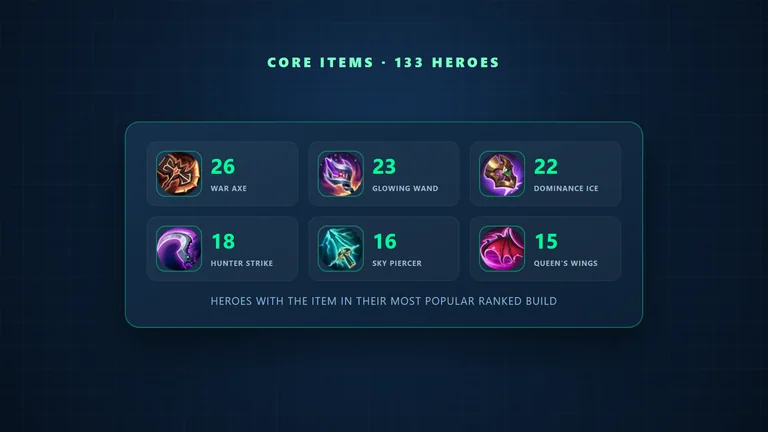 CORE ITEMS · 133 HEROES
26
WAR AXE
23
GLOWING WAND
22
DOMINANCE ICE
18
HUNTER STRIKE
16
SKY PIERCER
15
QUEEN'S WINGS
HEROES WITH THE ITEM IN THEIR MOST POPULAR RANKED BUILD